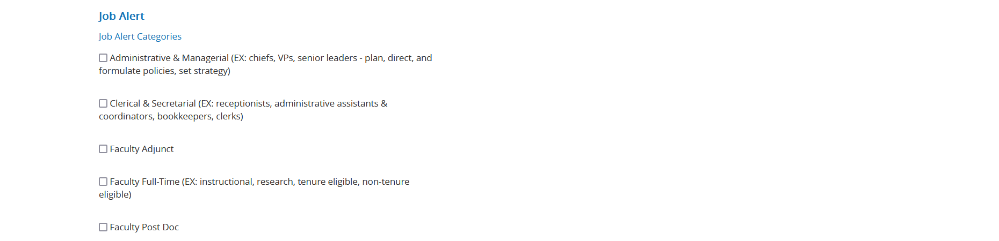 Job Alert
Job Alert Categories
Administrative & Managerial (EX: chiefs, VPs, senior leaders - plan, direct, and
formulate policies, set strategy)
Clerical & Secretarial (EX: receptionists, administrative assistants &
coordinators, bookkeepers, clerks)
Faculty Adjunct
Faculty Full-Time (EX: instructional, research, tenure eligible, non-tenure
eligible)
Faculty Post Doc